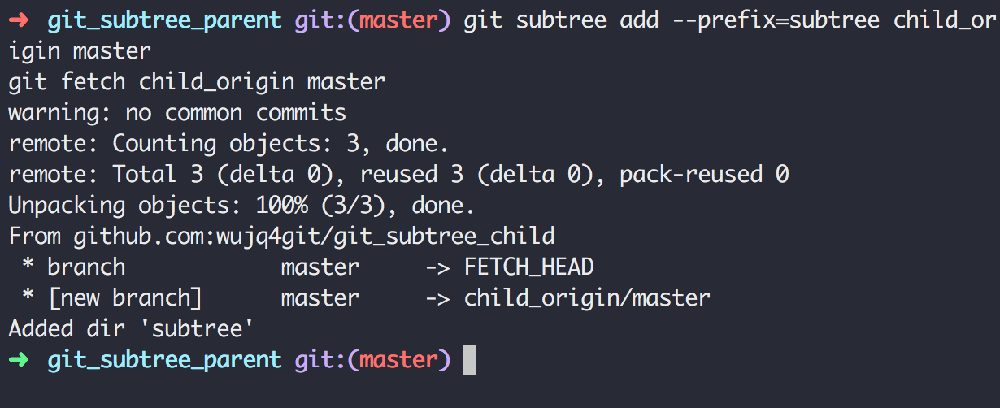 ➜  git_subtree_parent git:(master) git subtree add --prefix=subtree child_or
igin master
git fetch child_origin master
warning: no common commits
remote: Counting objects: 3, done.
remote: Total 3 (delta 0), reused 3 (delta 0), pack-reused 0
Unpacking objects: 100% (3/3), done.
From github.com:wujq4git/git_subtree_child
 * branch            master     -> FETCH_HEAD
 * [new branch]      master     -> child_origin/master
Added dir 'subtree'
➜  git_subtree_parent git:(master)